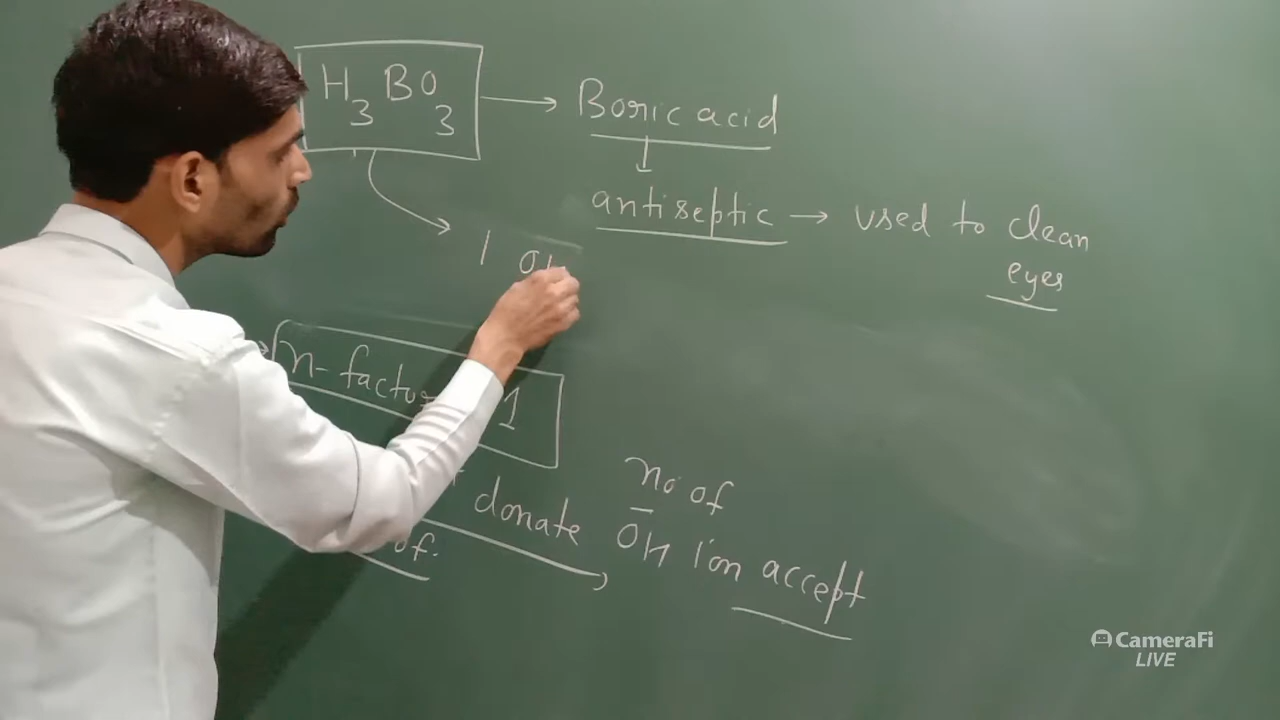 H3BO3 → Boric acid
antiseptic → used to clean
eyes
1 OH
n-factor 1
donate
no of
OH ion accept
of.
CameraFi
LIVE